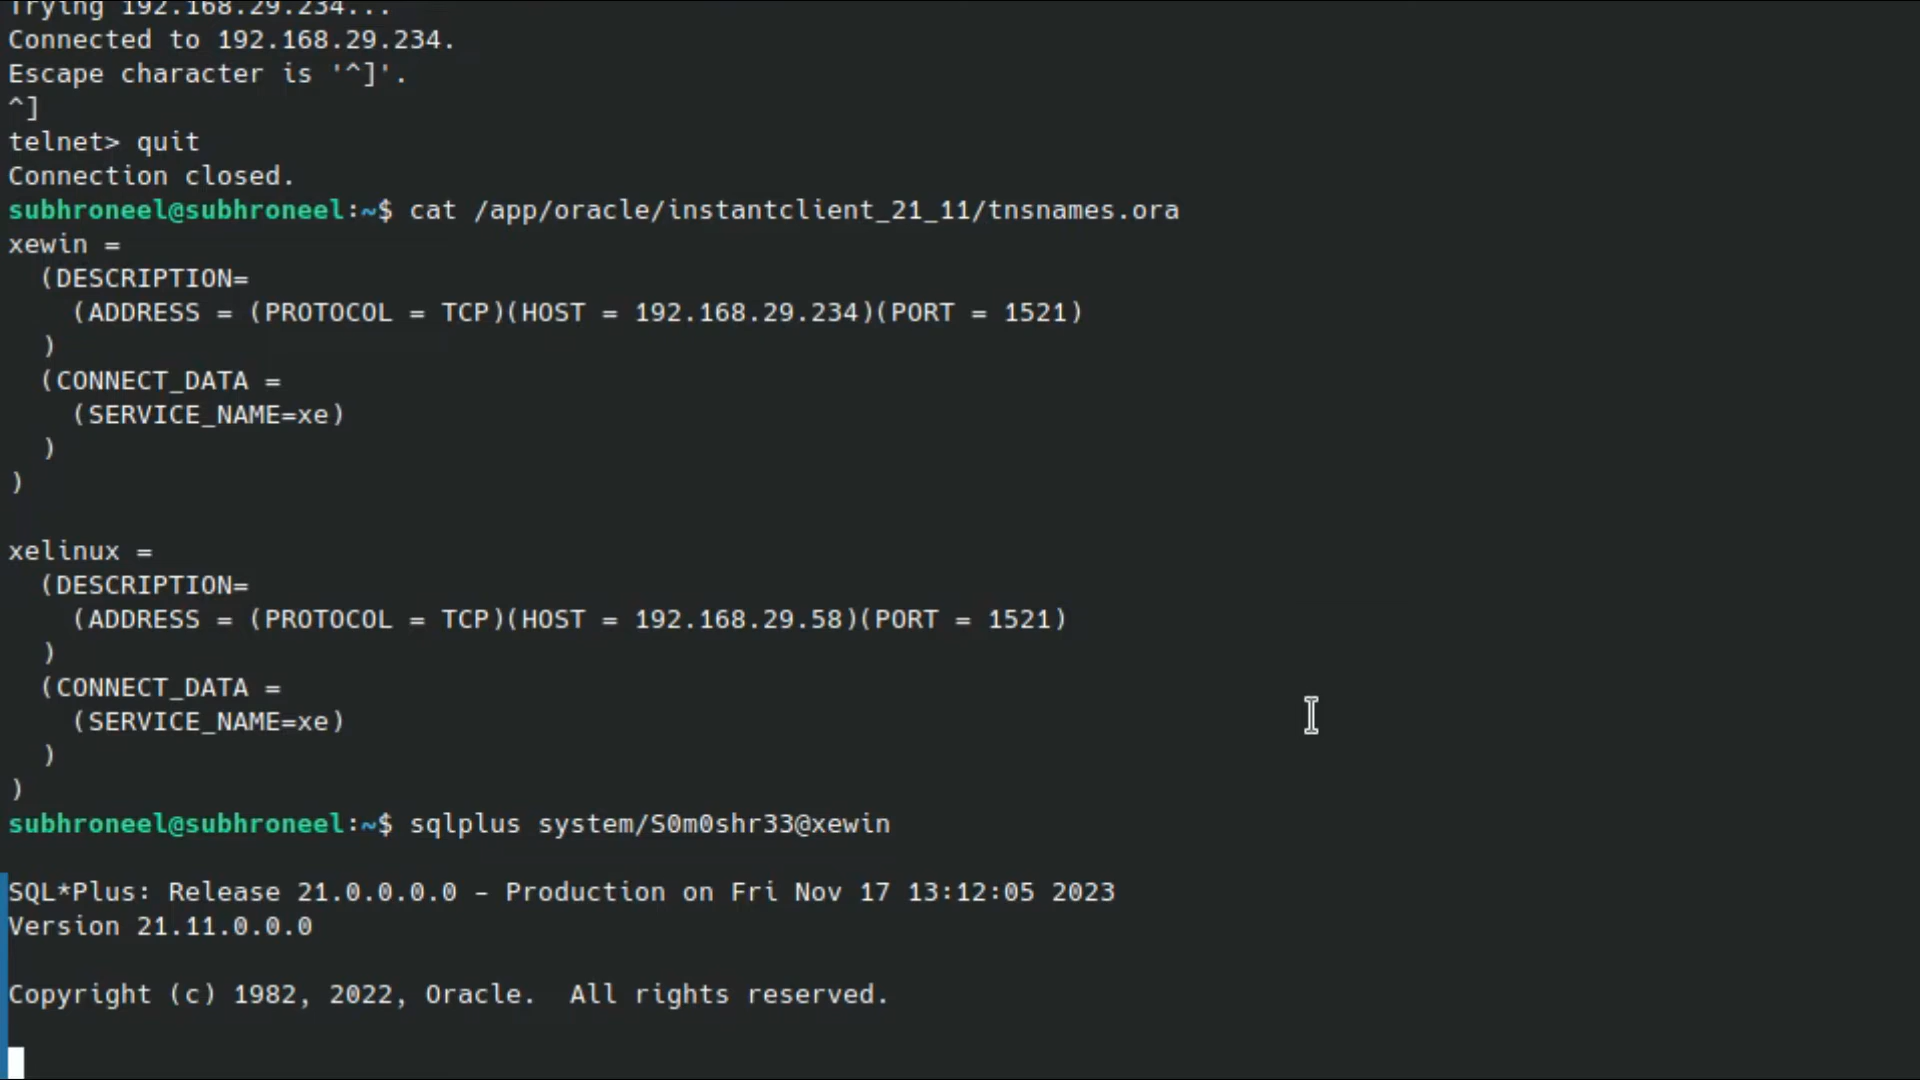 Trying 192.168.29.234...
Connected to 192.168.29.234.
Escape character is '^]'.
^]
telnet> quit
Connection closed.
subhroneel@subhroneel:~$ cat /app/oracle/instantclient_21_11/tnsnames.ora
xewin =
  (DESCRIPTION=
    (ADDRESS = (PROTOCOL = TCP)(HOST = 192.168.29.234)(PORT = 1521)
  )
  (CONNECT_DATA =
    (SERVICE_NAME=xe)
  )
)

xelinux =
  (DESCRIPTION=
    (ADDRESS = (PROTOCOL = TCP)(HOST = 192.168.29.58)(PORT = 1521)
  )
  (CONNECT_DATA =
    (SERVICE_NAME=xe)
  )
)
subhroneel@subhroneel:~$ sqlplus system/S0m0shr33@xewin

SQL*Plus: Release 21.0.0.0.0 - Production on Fri Nov 17 13:12:05 2023
Version 21.11.0.0.0

Copyright (c) 1982, 2022, Oracle.  All rights reserved.